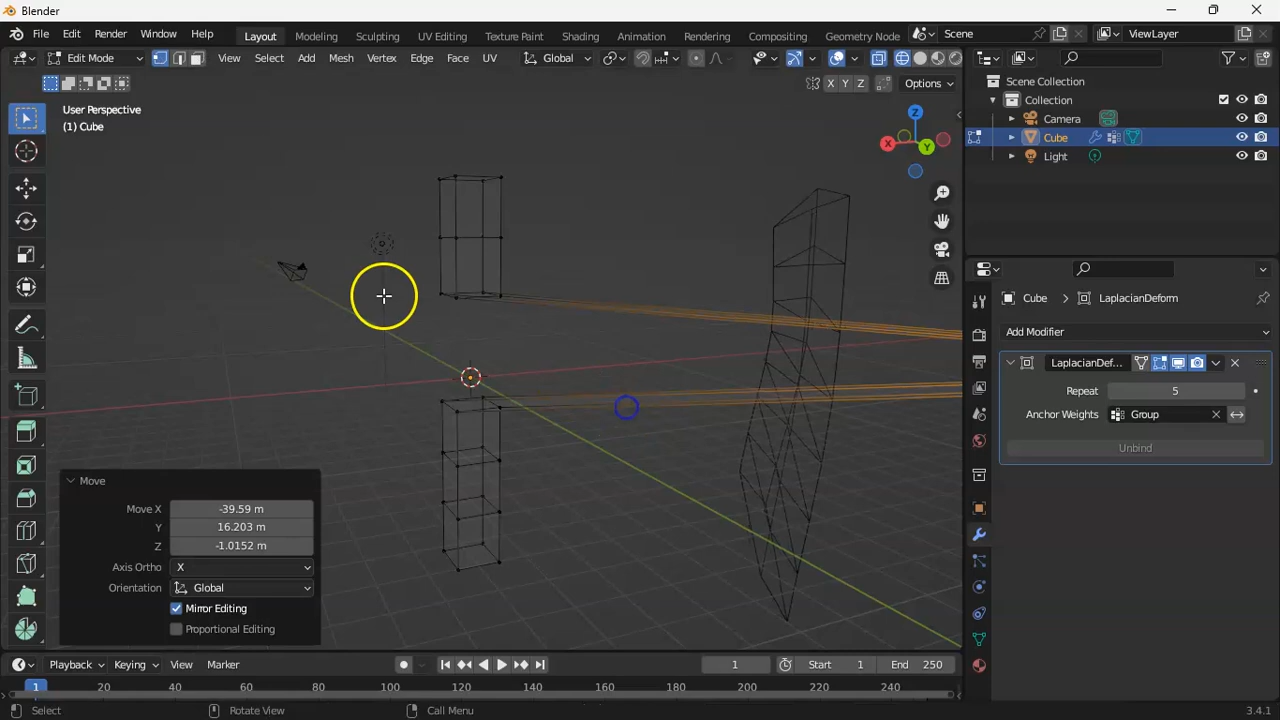 Blender
File Edit Render Window Help Layout Modeling Sculpting UV Editing Texture Paint Shading Animation Rendering Compositing Geometry Node Scene ViewLayer
Edit Mode View Select Add Mesh Vertex Edge Face UV Global
X Y Z Options
User Perspective
(1) Cube
Z
X Y
Scene Collection
Collection
Camera
Cube
Light
Cube LaplacianDeform
Add Modifier
LaplacianDef...
Repeat 5
Anchor Weights Group
Unbind
Move
Move X -39.59 m
Y 16.203 m
Z -1.0152 m
Axis Ortho X
Orientation Global
Mirror Editing
Proportional Editing
Playback Keying View Marker 1 Start 1 End 250
1 20 40 60 80 100 120 140 160 180 200 220 240
Select Rotate View Call Menu 3.4.1